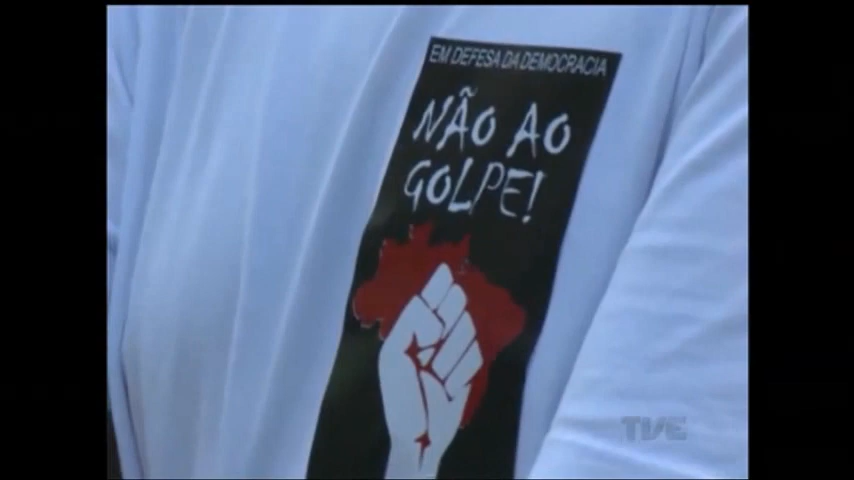 EM DEFESA DA DEMOCRACIA
NÃO AO
GOLPE!
TVE